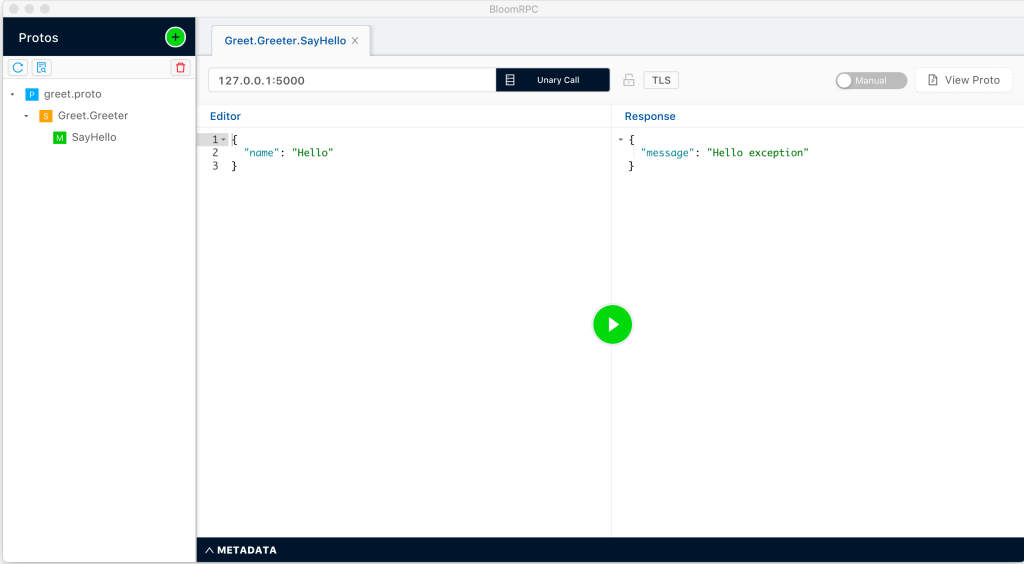 BloomRPC
Protos
Greet.Greeter.SayHello
127.0.0.1:5000
Unary Call
TLS
Manual
View Proto
P greet.proto
S Greet.Greeter
M SayHello
Editor
1 {
2 "name": "Hello"
3 }
Response
{
"message": "Hello exception"
}
METADATA